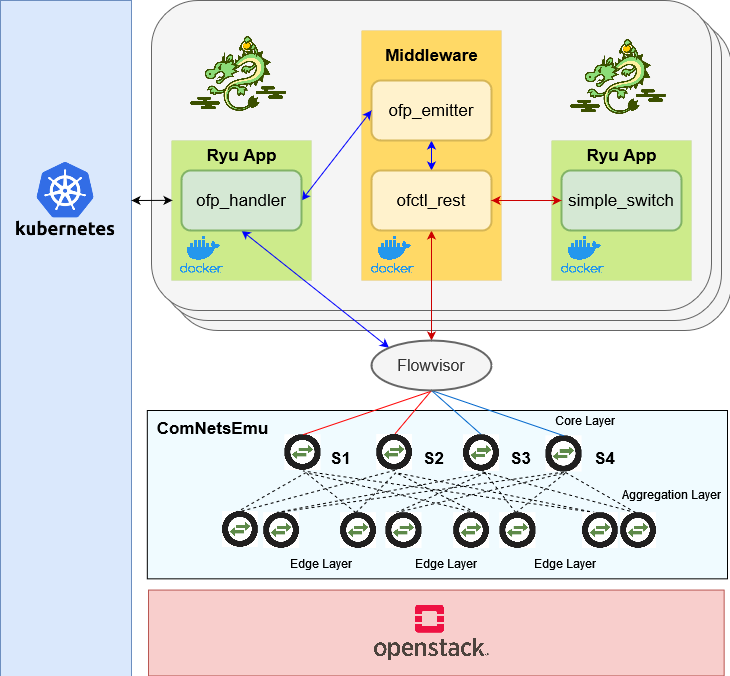 kubernetes
Ryu App
ofp_handler
docker
Middleware
ofp_emitter
ofctl_rest
docker
Ryu App
simple_switch
docker
Flowvisor
ComNetsEmu
Core Layer
S1
S2
S3
S4
Aggregation Layer
Edge Layer
Edge Layer
Edge Layer
openstack.